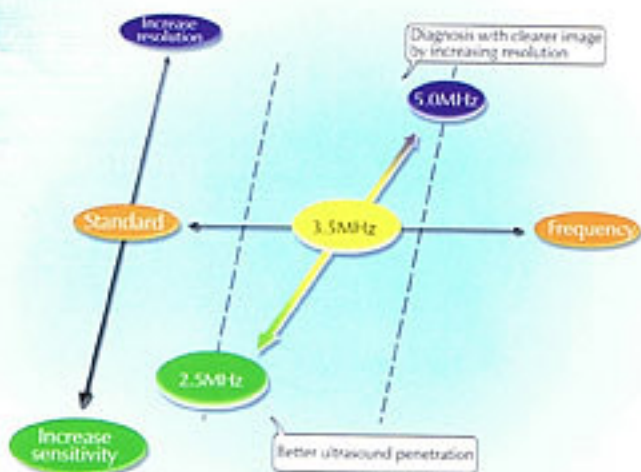 Increase
resolution
Diagnosis with clearer image
by increasing resolution
5.0MHz
Standard
3.5MHz
Frequency
2.5MHz
Increase
sensitivity
Better ultrasound penetration